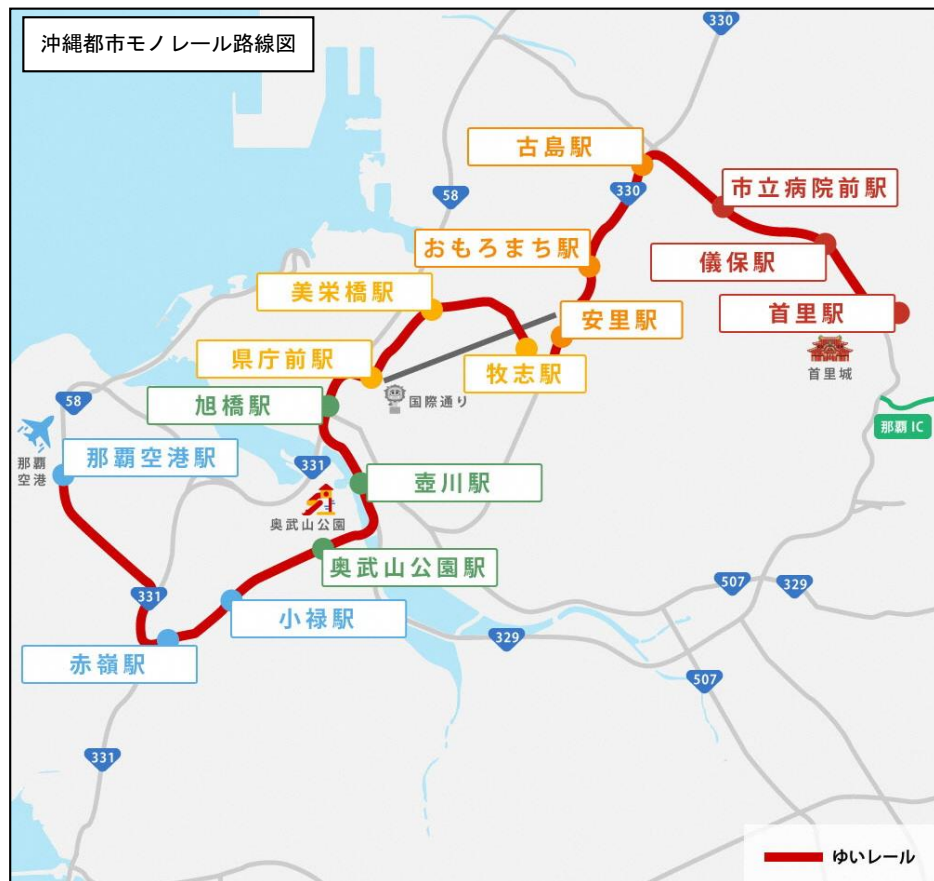 沖縄都市モノレール路線図
330
古島駅
58
330
市立病院前駅
おもろまち駅
儀保駅
美栄橋駅
首里駅
安里駅
県庁前駅
牧志駅
首里城
国際通り
58
旭橋駅
那覇IC
那覇
空港
那覇空港駅
331
壺川駅
奥武山公園
奥武山公園駅
331
507
329
小禄駅
329
赤嶺駅
507
331
ゆいレール